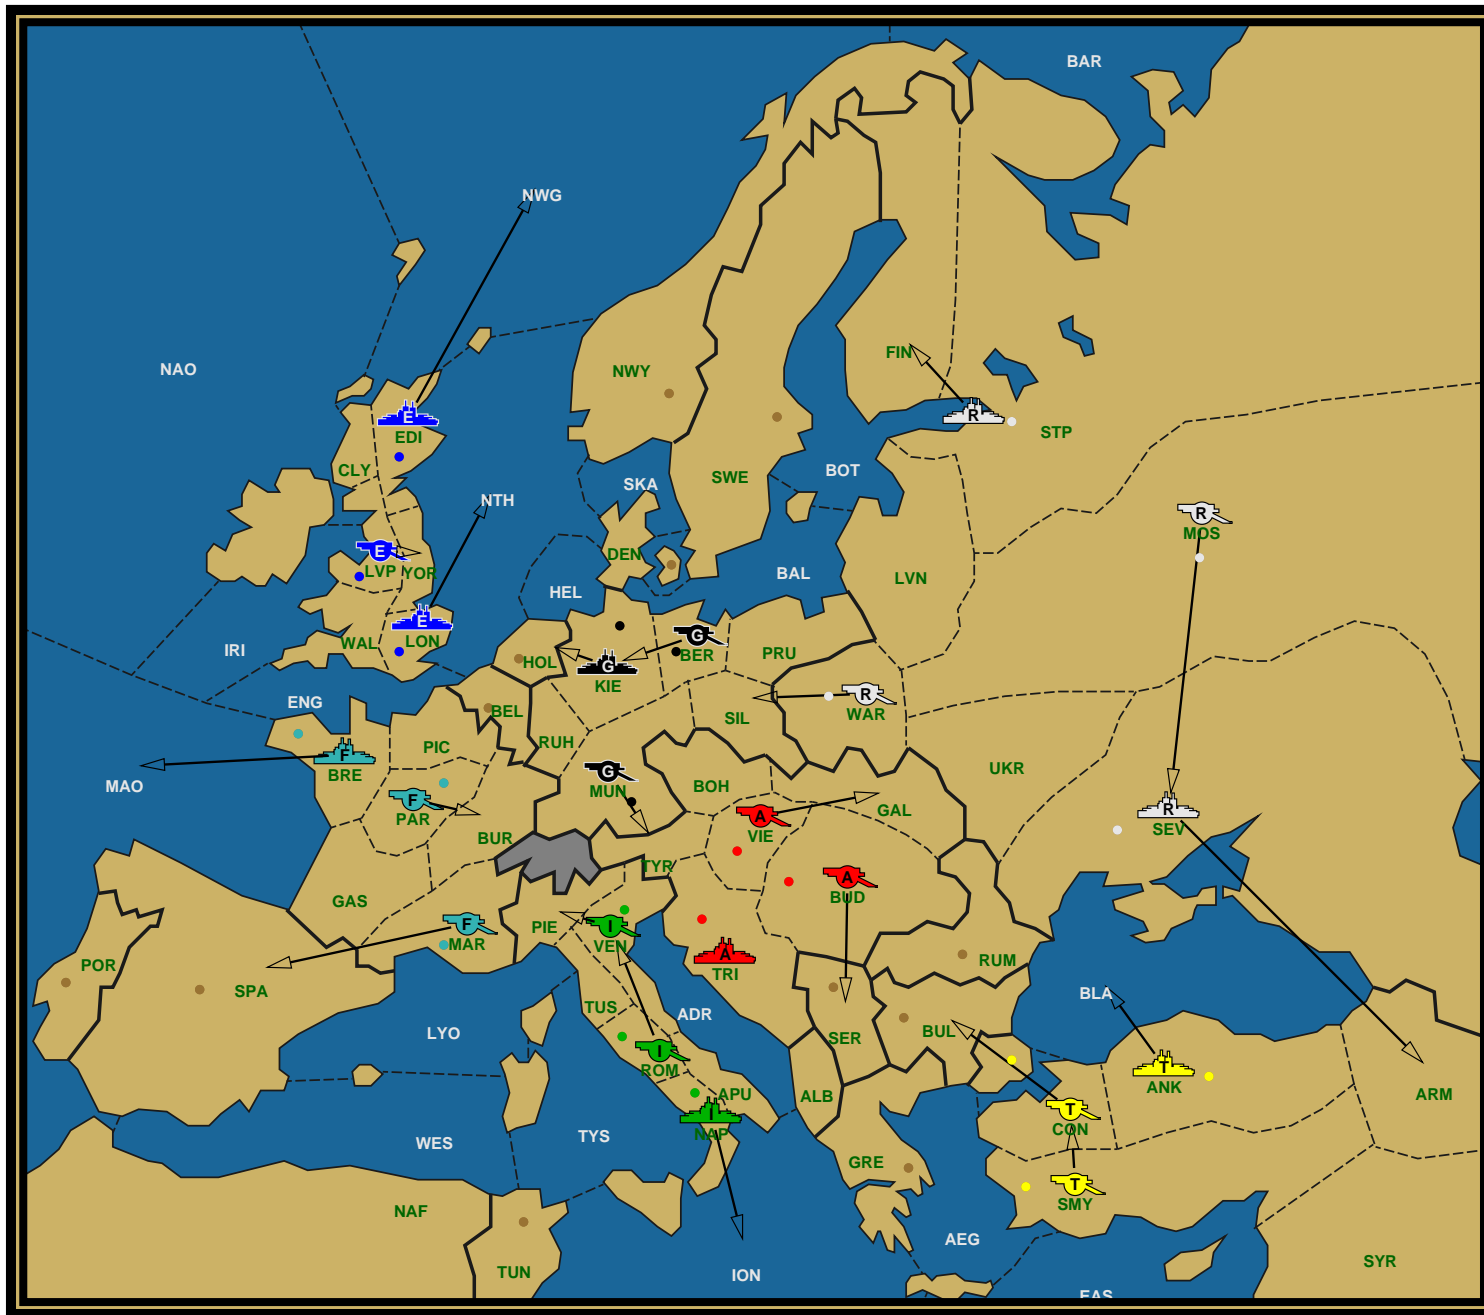 BAR
NWG
NAO
FIN
NWY
E
R
EDI
STP
CLY
BOT
SWE
SKA
NTH
R
MOS
E
LVP
YOR
DEN
BAL
LVN
HEL
E
LON
WAL
IRI
G
BER
PRU
HOL
G
KIE
ENG
BEL
SIL
R
WAR
RUH
PIC
F
BRE
MAO
UKR
G
MUN
BOH
F
PAR
BUR
A
VIE
GAL
R
SEV
TYR
A
BUD
GAS
F
MAR
PIE
I
VEN
A
TRI
POR
SPA
RUM
BLA
TUS
ADR
LYO
BUL
SER
I
ROM
T
ANK
ARM
APU
ALB
I
NAP
T
CON
WES
TYS
GRE
T
SMY
NAF
AEG
TUN
ION
SYR
EAS